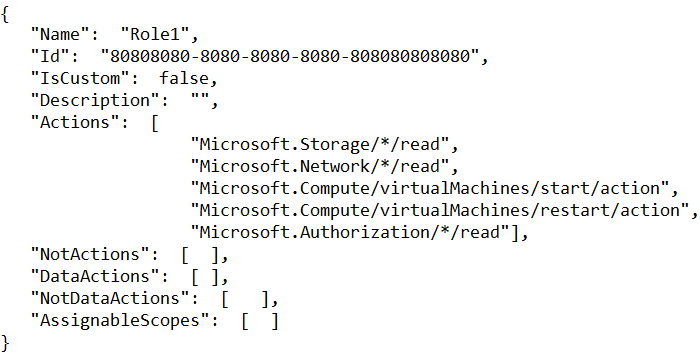 {
"Name": "Role1",
"Id": "80808080-8080-8080-8080-808080808080",
"IsCustom": false,
"Description": "",
"Actions": [
"Microsoft.Storage/*/read",
"Microsoft.Network/*/read",
"Microsoft.Compute/virtualMachines/start/action",
"Microsoft.Compute/virtualMachines/restart/action",
"Microsoft.Authorization/*/read"],
"NotActions": [ ],
"DataActions": [ ],
"NotDataActions": [ ],
"AssignableScopes": [ ]
}